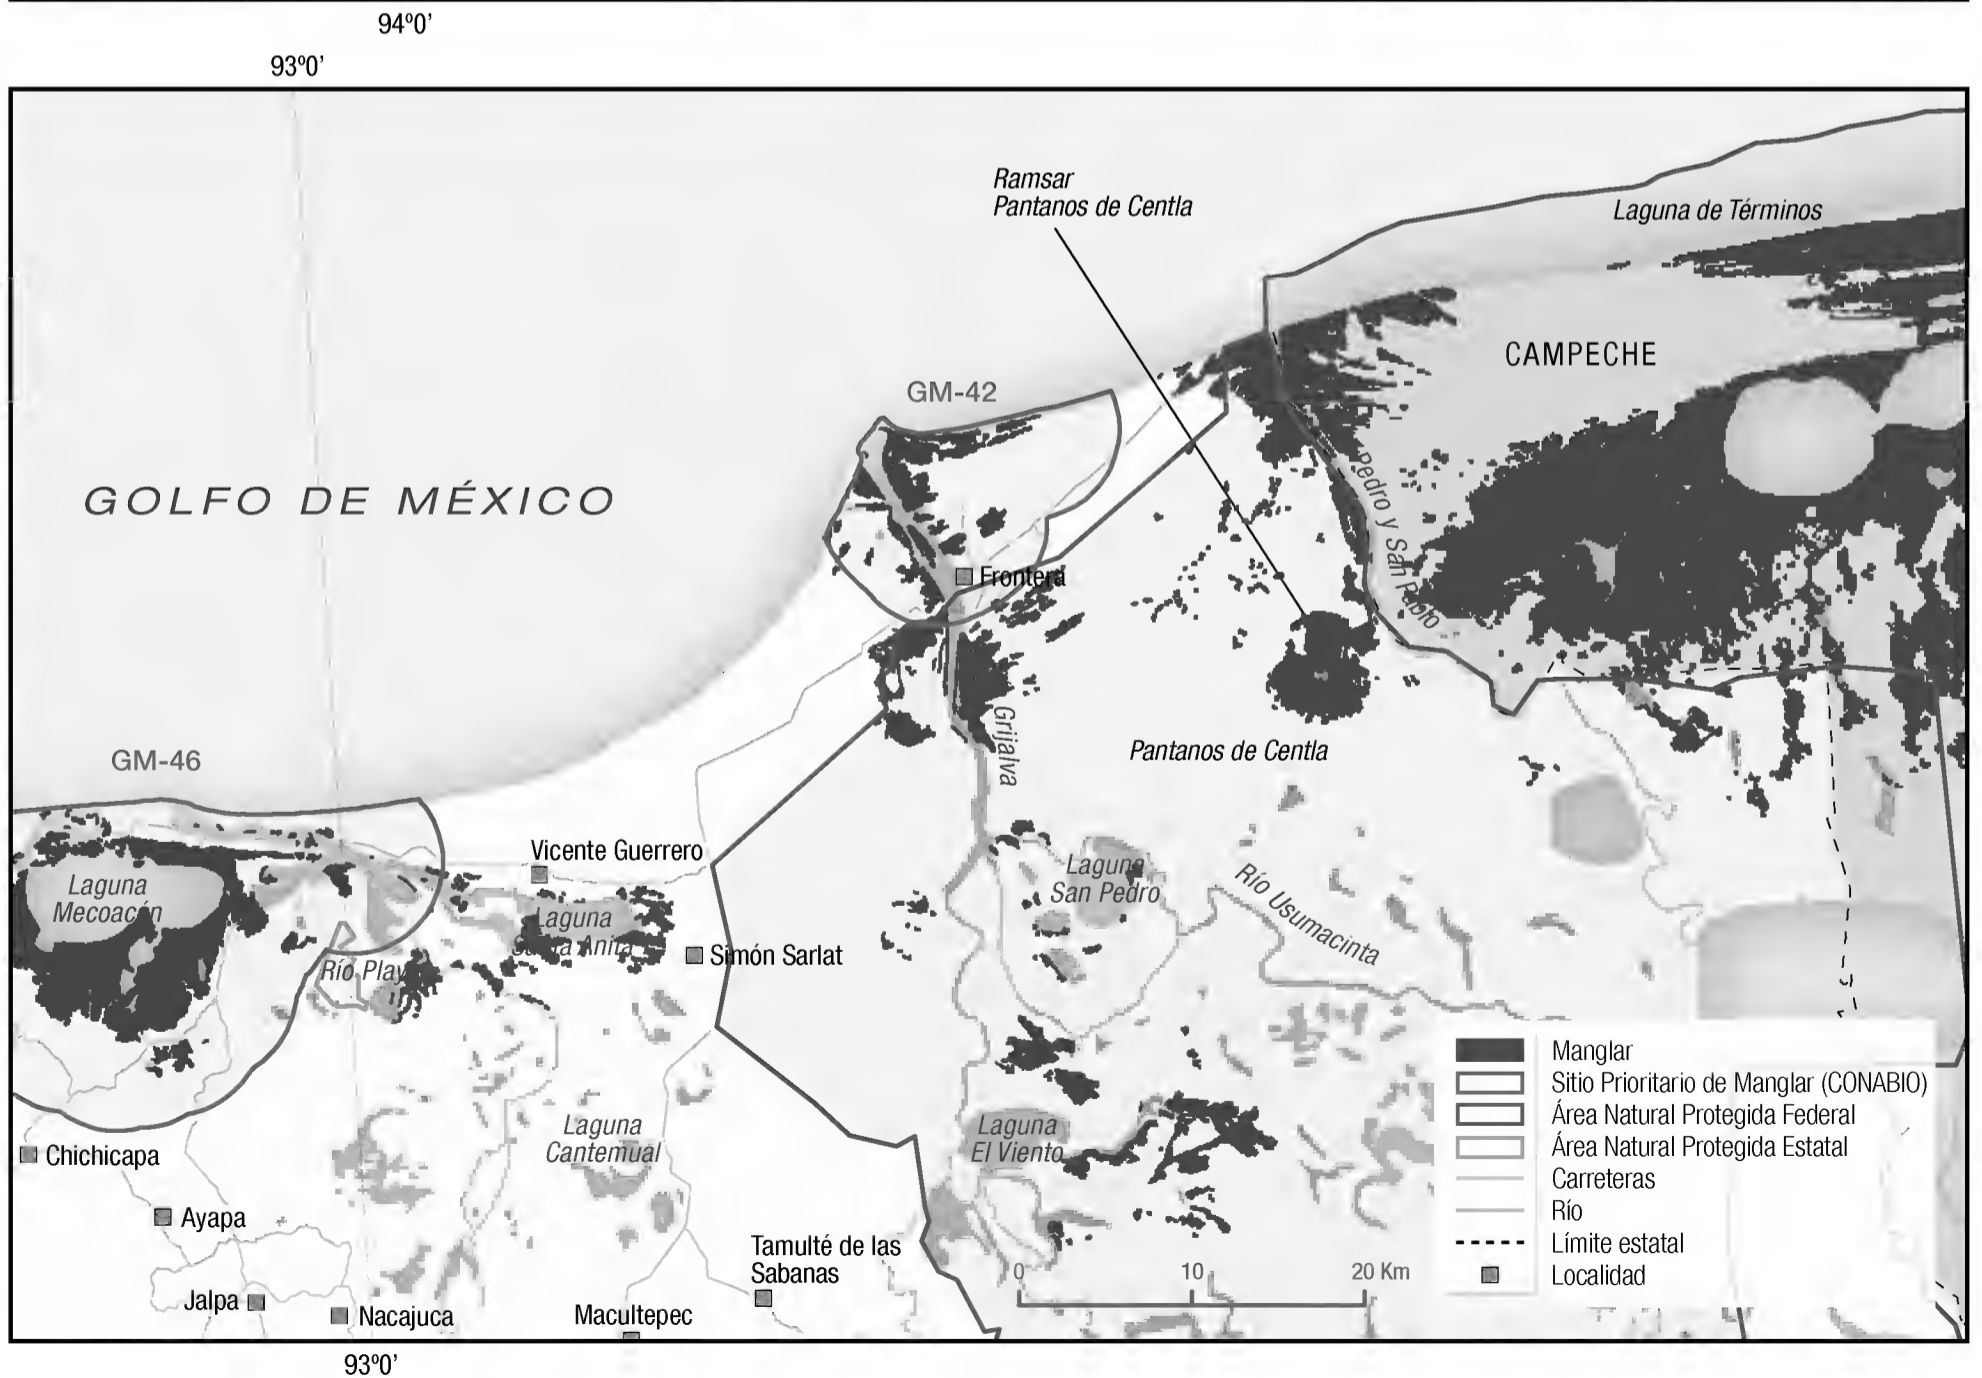 94º0'
93º0'
Ramsar
Pantanos de Centla
Laguna de Términos
CAMPECHE
GM-42
GOLFO DE MÉXICO
Pedro y San Pablo
Frontera
Grijalva
Pantanos de Centla
GM-46
Vicente Guerrero
Laguna
Mecoacán
Laguna
San Pedro
Río Usumacinta
Laguna
Santa Anita
Simón Sarlat
Río Play
Manglar
Sitio Prioritario de Manglar (CONABIO)
Área Natural Protegida Federal
Área Natural Protegida Estatal
Carreteras
Río
Límite estatal
Localidad
Laguna
Cantemual
Laguna
El Viento
Chichicapa
Ayapa
Tamulté de las
Sabanas
0 10 20 Km
Jalpa
Nacajuca
Macultepec
93º0'